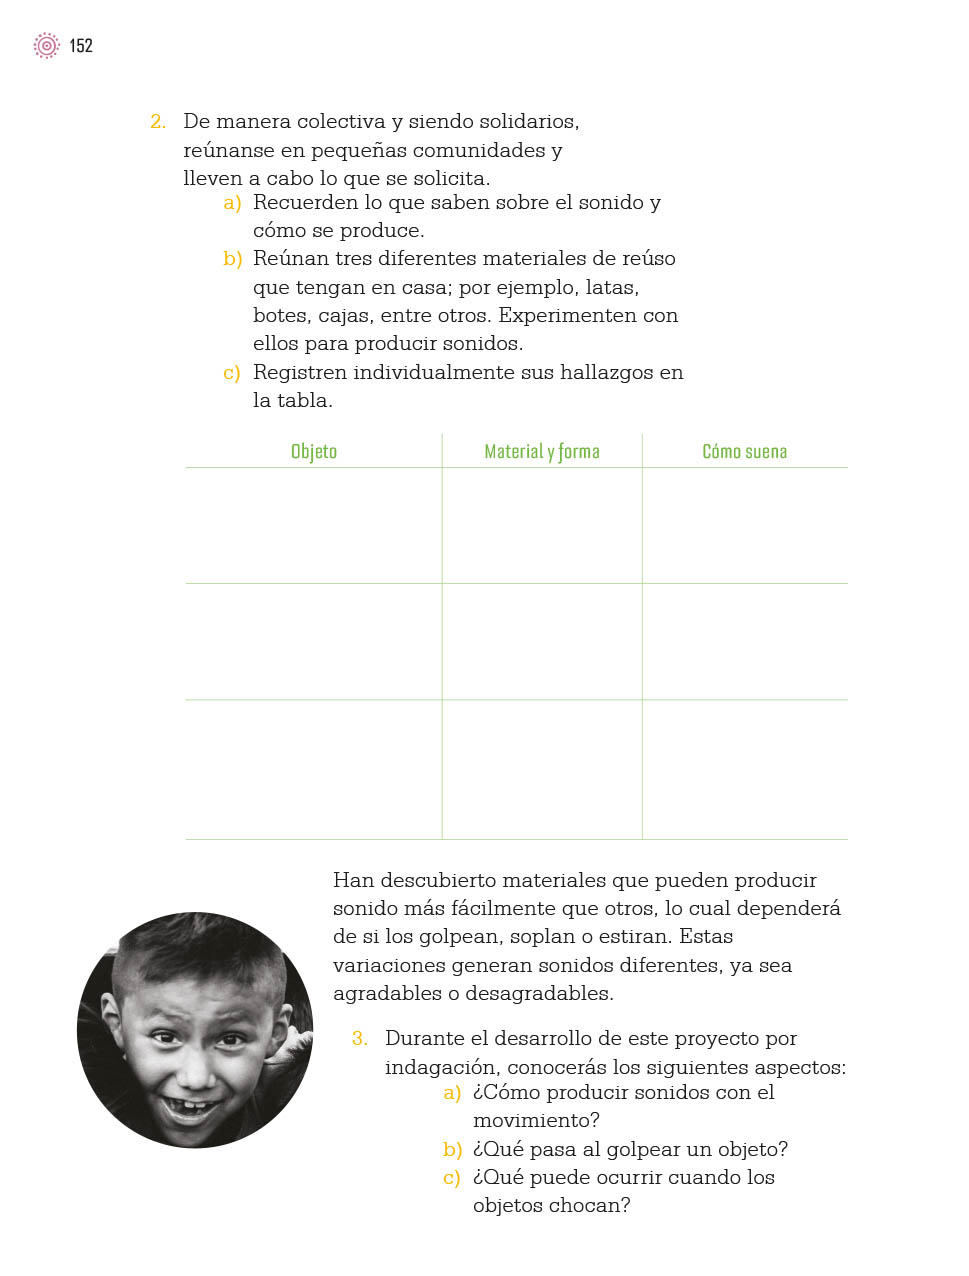 152
2. De manera colectiva y siendo solidarios,
reúnanse en pequeñas comunidades y
lleven a cabo lo que se solicita.
a) Recuerden lo que saben sobre el sonido y
cómo se produce.
b) Reúnan tres diferentes materiales de reúso
que tengan en casa; por ejemplo, latas,
botes, cajas, entre otros. Experimenten con
ellos para producir sonidos.
c) Registren individualmente sus hallazgos en
la tabla.
Objeto Material y forma Cómo suena
Han descubierto materiales que pueden producir
sonido más fácilmente que otros, lo cual dependerá
de si los golpean, soplan o estiran. Estas
variaciones generan sonidos diferentes, ya sea
agradables o desagradables.
3. Durante el desarrollo de este proyecto por
indagación, conocerás los siguientes aspectos:
a) ¿Cómo producir sonidos con el
movimiento?
b) ¿Qué pasa al golpear un objeto?
c) ¿Qué puede ocurrir cuando los
objetos chocan?